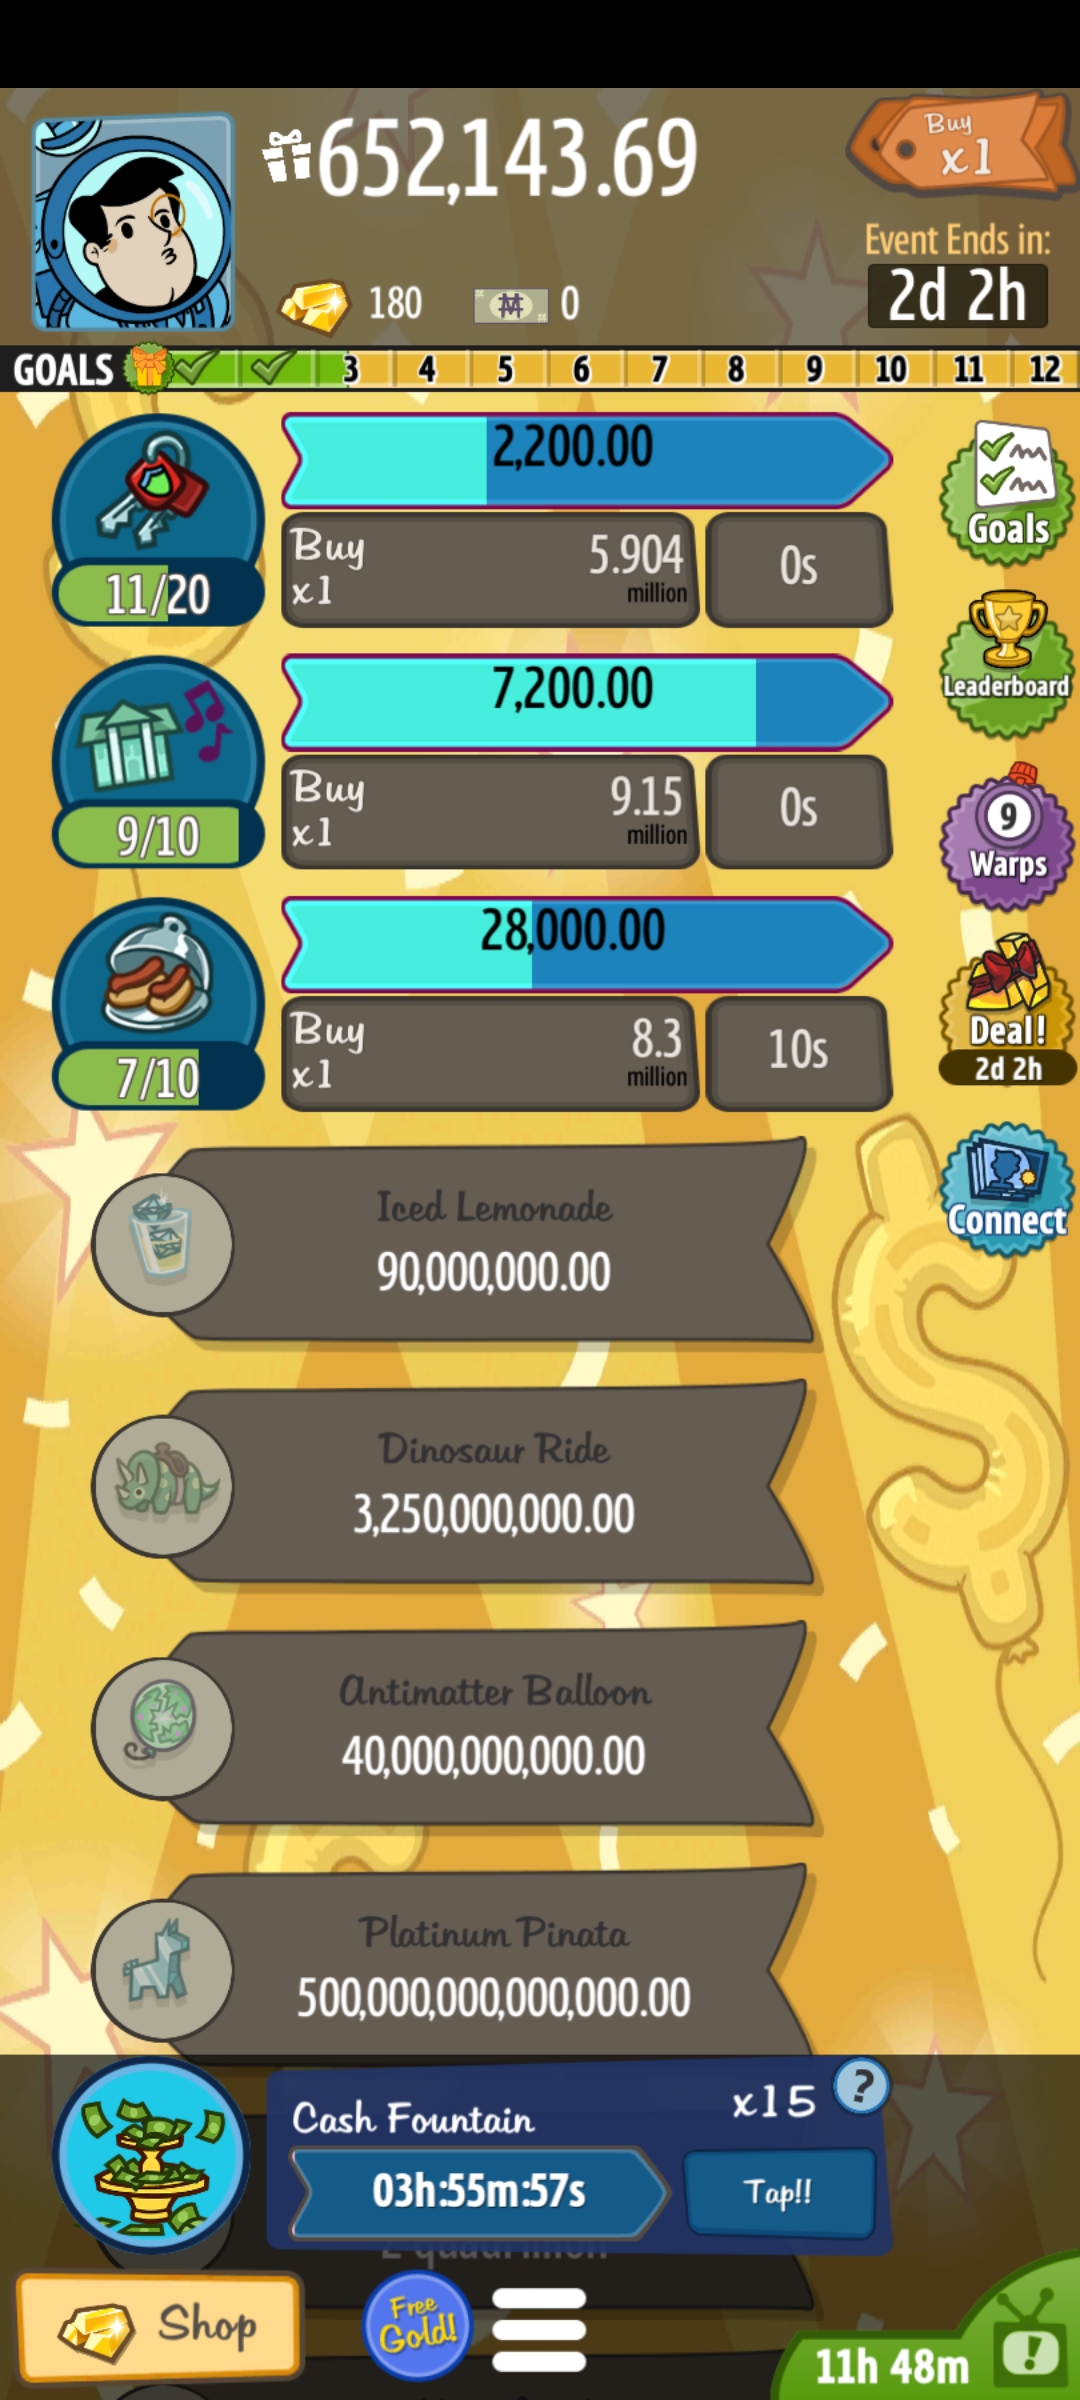 652,143.69
Buy
x1
Event Ends in:
2d 2h
180
0
GOALS 3 4 5 6 7 8 9 10 11 12
2,200.00
11/20
Buy
x1
5.904
million
0s
Goals
Leaderboard
7,200.00
9/10
Buy
x1
9.15
million
0s
9
Warps
28,000.00
7/10
Buy
x1
8.3
million
10s
Deal!
2d 2h
Connect
Iced Lemonade
90,000,000.00
Dinosaur Ride
3,250,000,000.00
Antimatter Balloon
40,000,000,000.00
Platinum Pinata
500,000,000,000,000.00
Cash Fountain
x15
?
03h:55m:57s
Tap!!
Shop
Free
Gold!
11h 48m
!